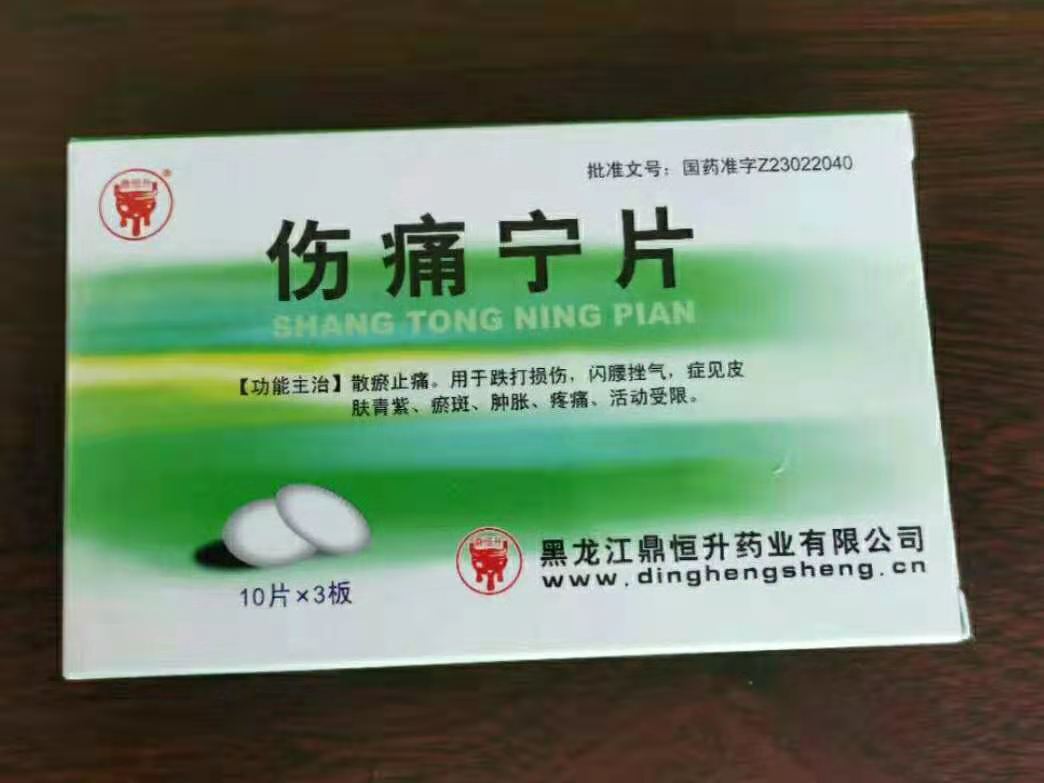 批准文号：国药准字Z23022040
伤痛宁片
SHANG TONG NING PIAN
【功能主治】散瘀止痛。用于跌打损伤，闪腰挫气，症见皮
肤青紫、瘀斑、肿胀、疼痛、活动受限。
10片×3板
黑龙江鼎恒升药业有限公司
www.dinghengsheng.cn